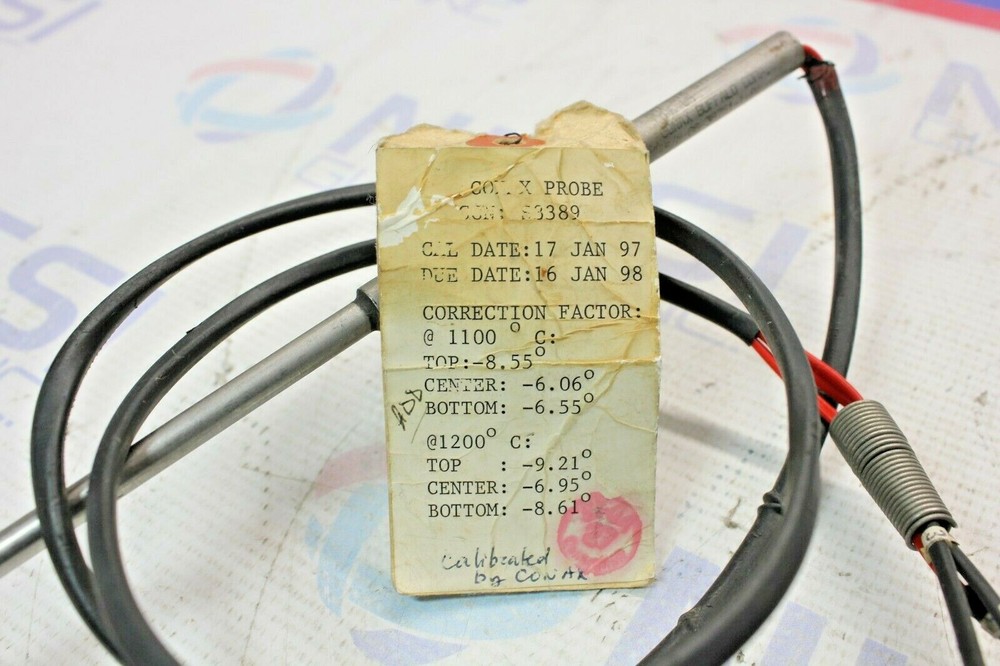 PROBE
CAL DATE:17 JAN 97
DUE DATE:16 JAN 98
CORRECTION FACTOR:
@ 1100 ° C:
TOP:-8.55°
CENTER: -6.06°
BOTTOM: -6.55°
ADD
@1200° C:
TOP : -9.21°
CENTER: -6.95°
BOTTOM: -8.61°
Calibrated
by CONAX